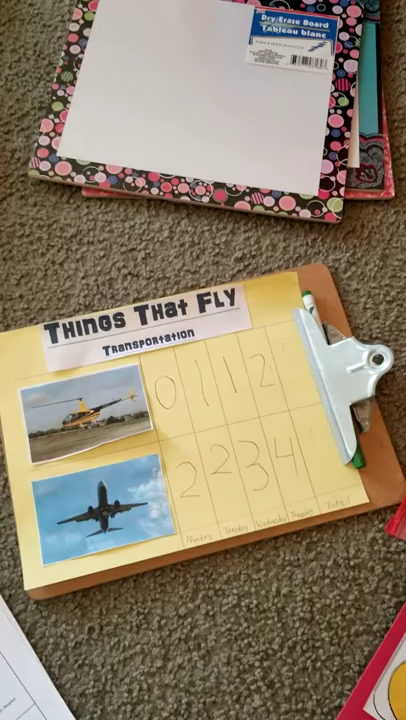 Dry Erase Board
Tableau blanc
Things That Fly
Transportation
0 1 1 2
2 2 3 4
Monday Tuesday Wednesday Thursday Total